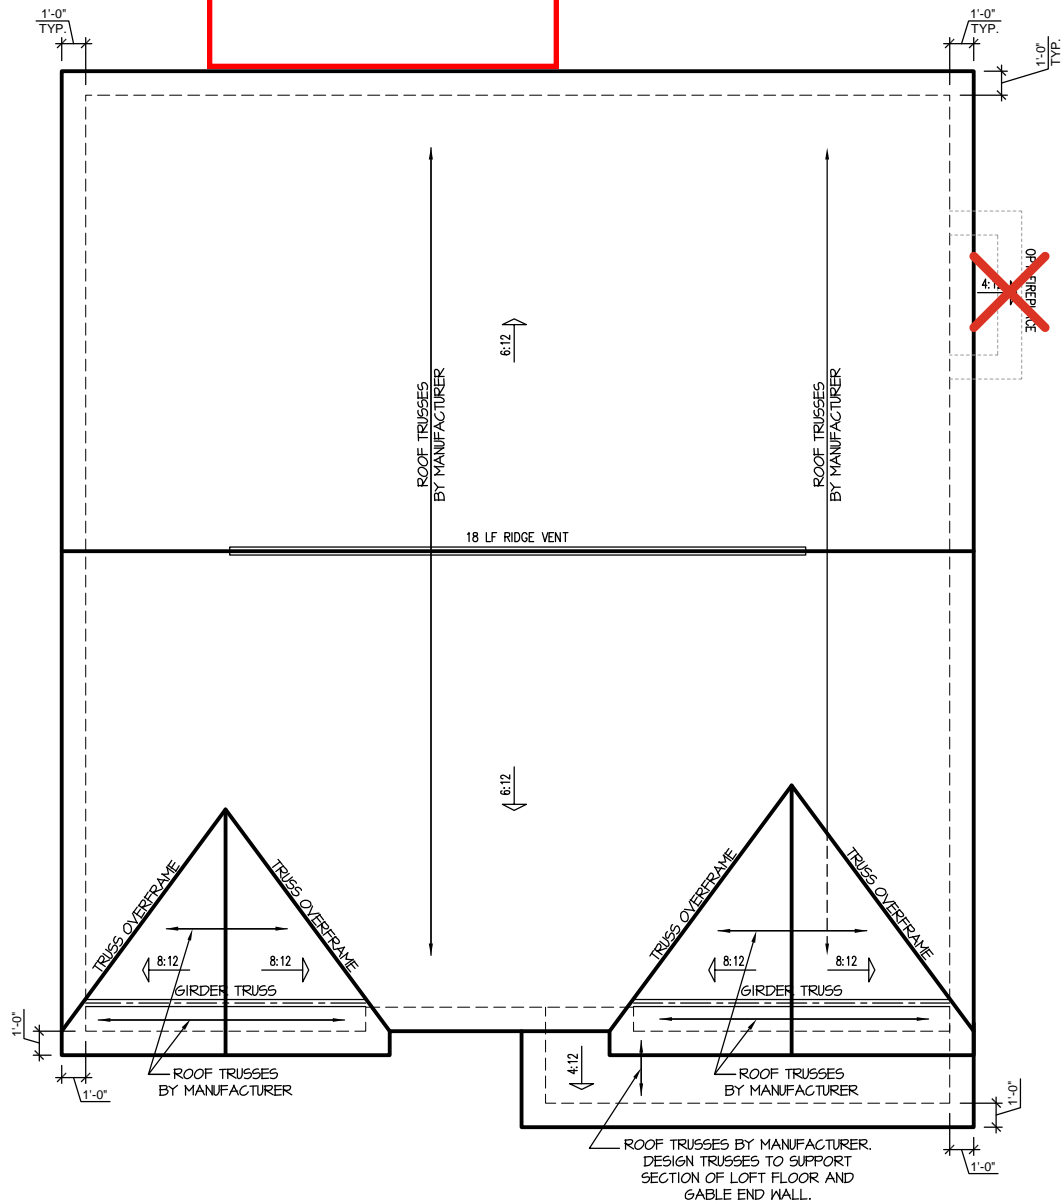 1'-0"
TYP.
1'-0"
TYP.
1'-0"
TYP.
OPT FIREPLACE
6:12
ROOF TRUSSES
BY MANUFACTURER
ROOF TRUSSES
BY MANUFACTURER
18 LF RIDGE VENT
6:12
TRUSS OVERFRAME
TRUSS OVERFRAME
TRUSS OVERFRAME
TRUSS OVERFRAME
8:12
8:12
8:12
8:12
GIRDER TRUSS
GIRDER TRUSS
1'-0"
4:12
ROOF TRUSSES
BY MANUFACTURER
ROOF TRUSSES
BY MANUFACTURER
1'-0"
1'-0"
ROOF TRUSSES BY MANUFACTURER.
DESIGN TRUSSES TO SUPPORT
SECTION OF LOFT FLOOR AND
GABLE END WALL.
1'-0"